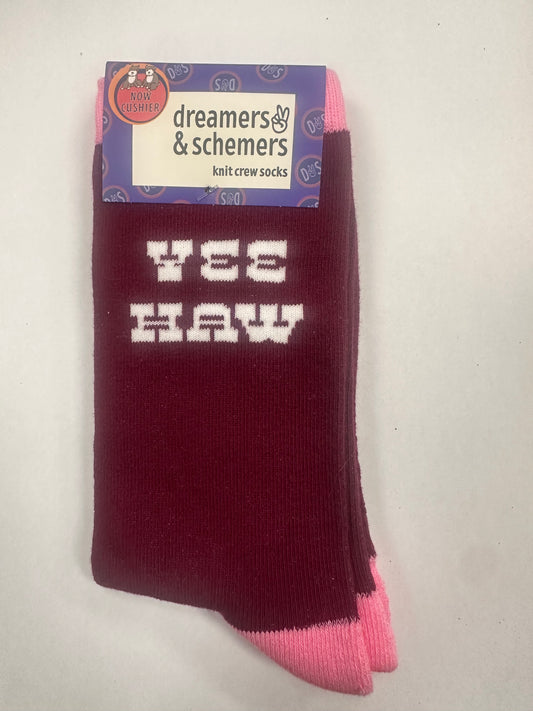 NOW
CUSHIER
dreamers
& schemers
knit crew socks
D&S
D&S
D&S
D&S
D&S
D&S
YEE
HAW